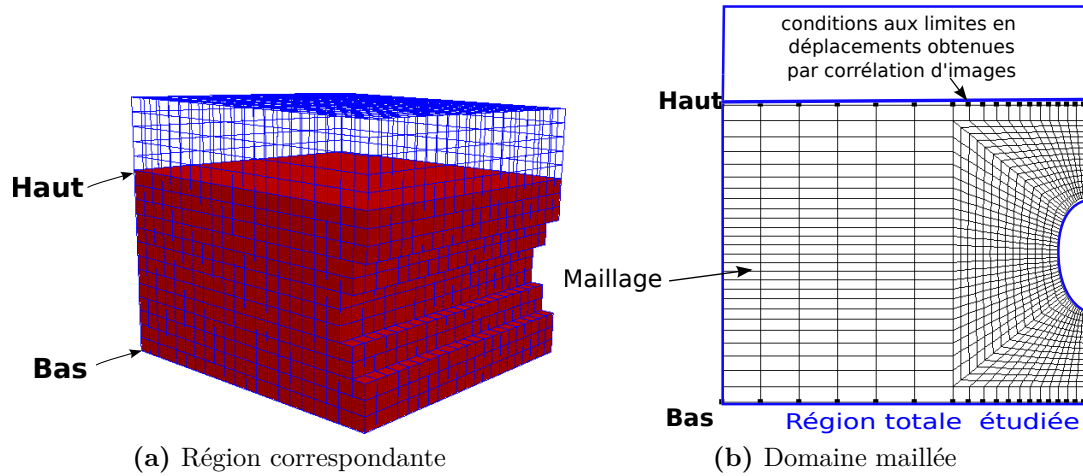 Haut
Bas
(a) Région correspondante
conditions aux limites en
déplacements obtenues
par corrélation d'images
Haut
Maillage
Bas
Région totale étudiée
(b) Domaine maillée